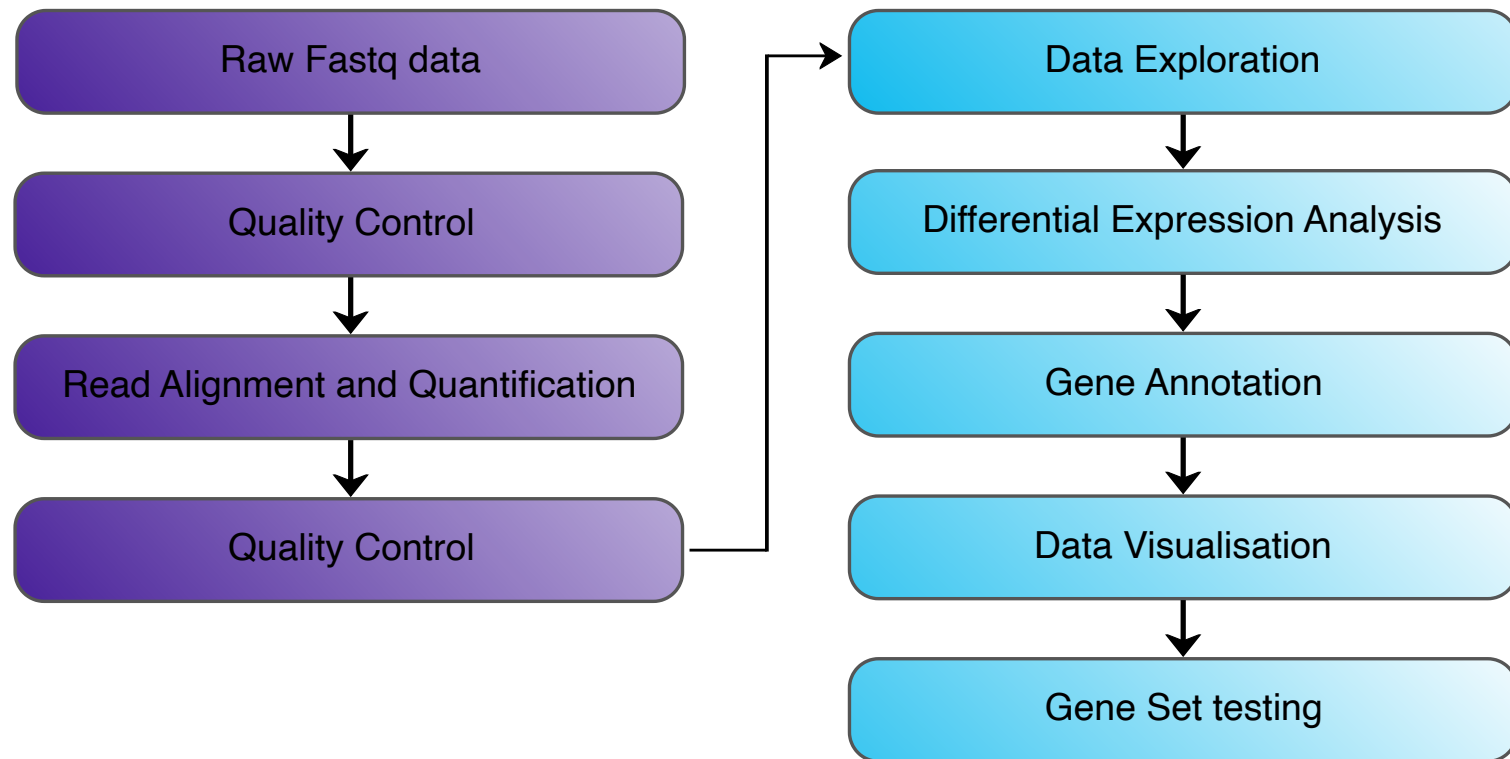 Raw Fastq data
Quality Control
Read Alignment and Quantification
Quality Control
Data Exploration
Differential Expression Analysis
Gene Annotation
Data Visualisation
Gene Set testing